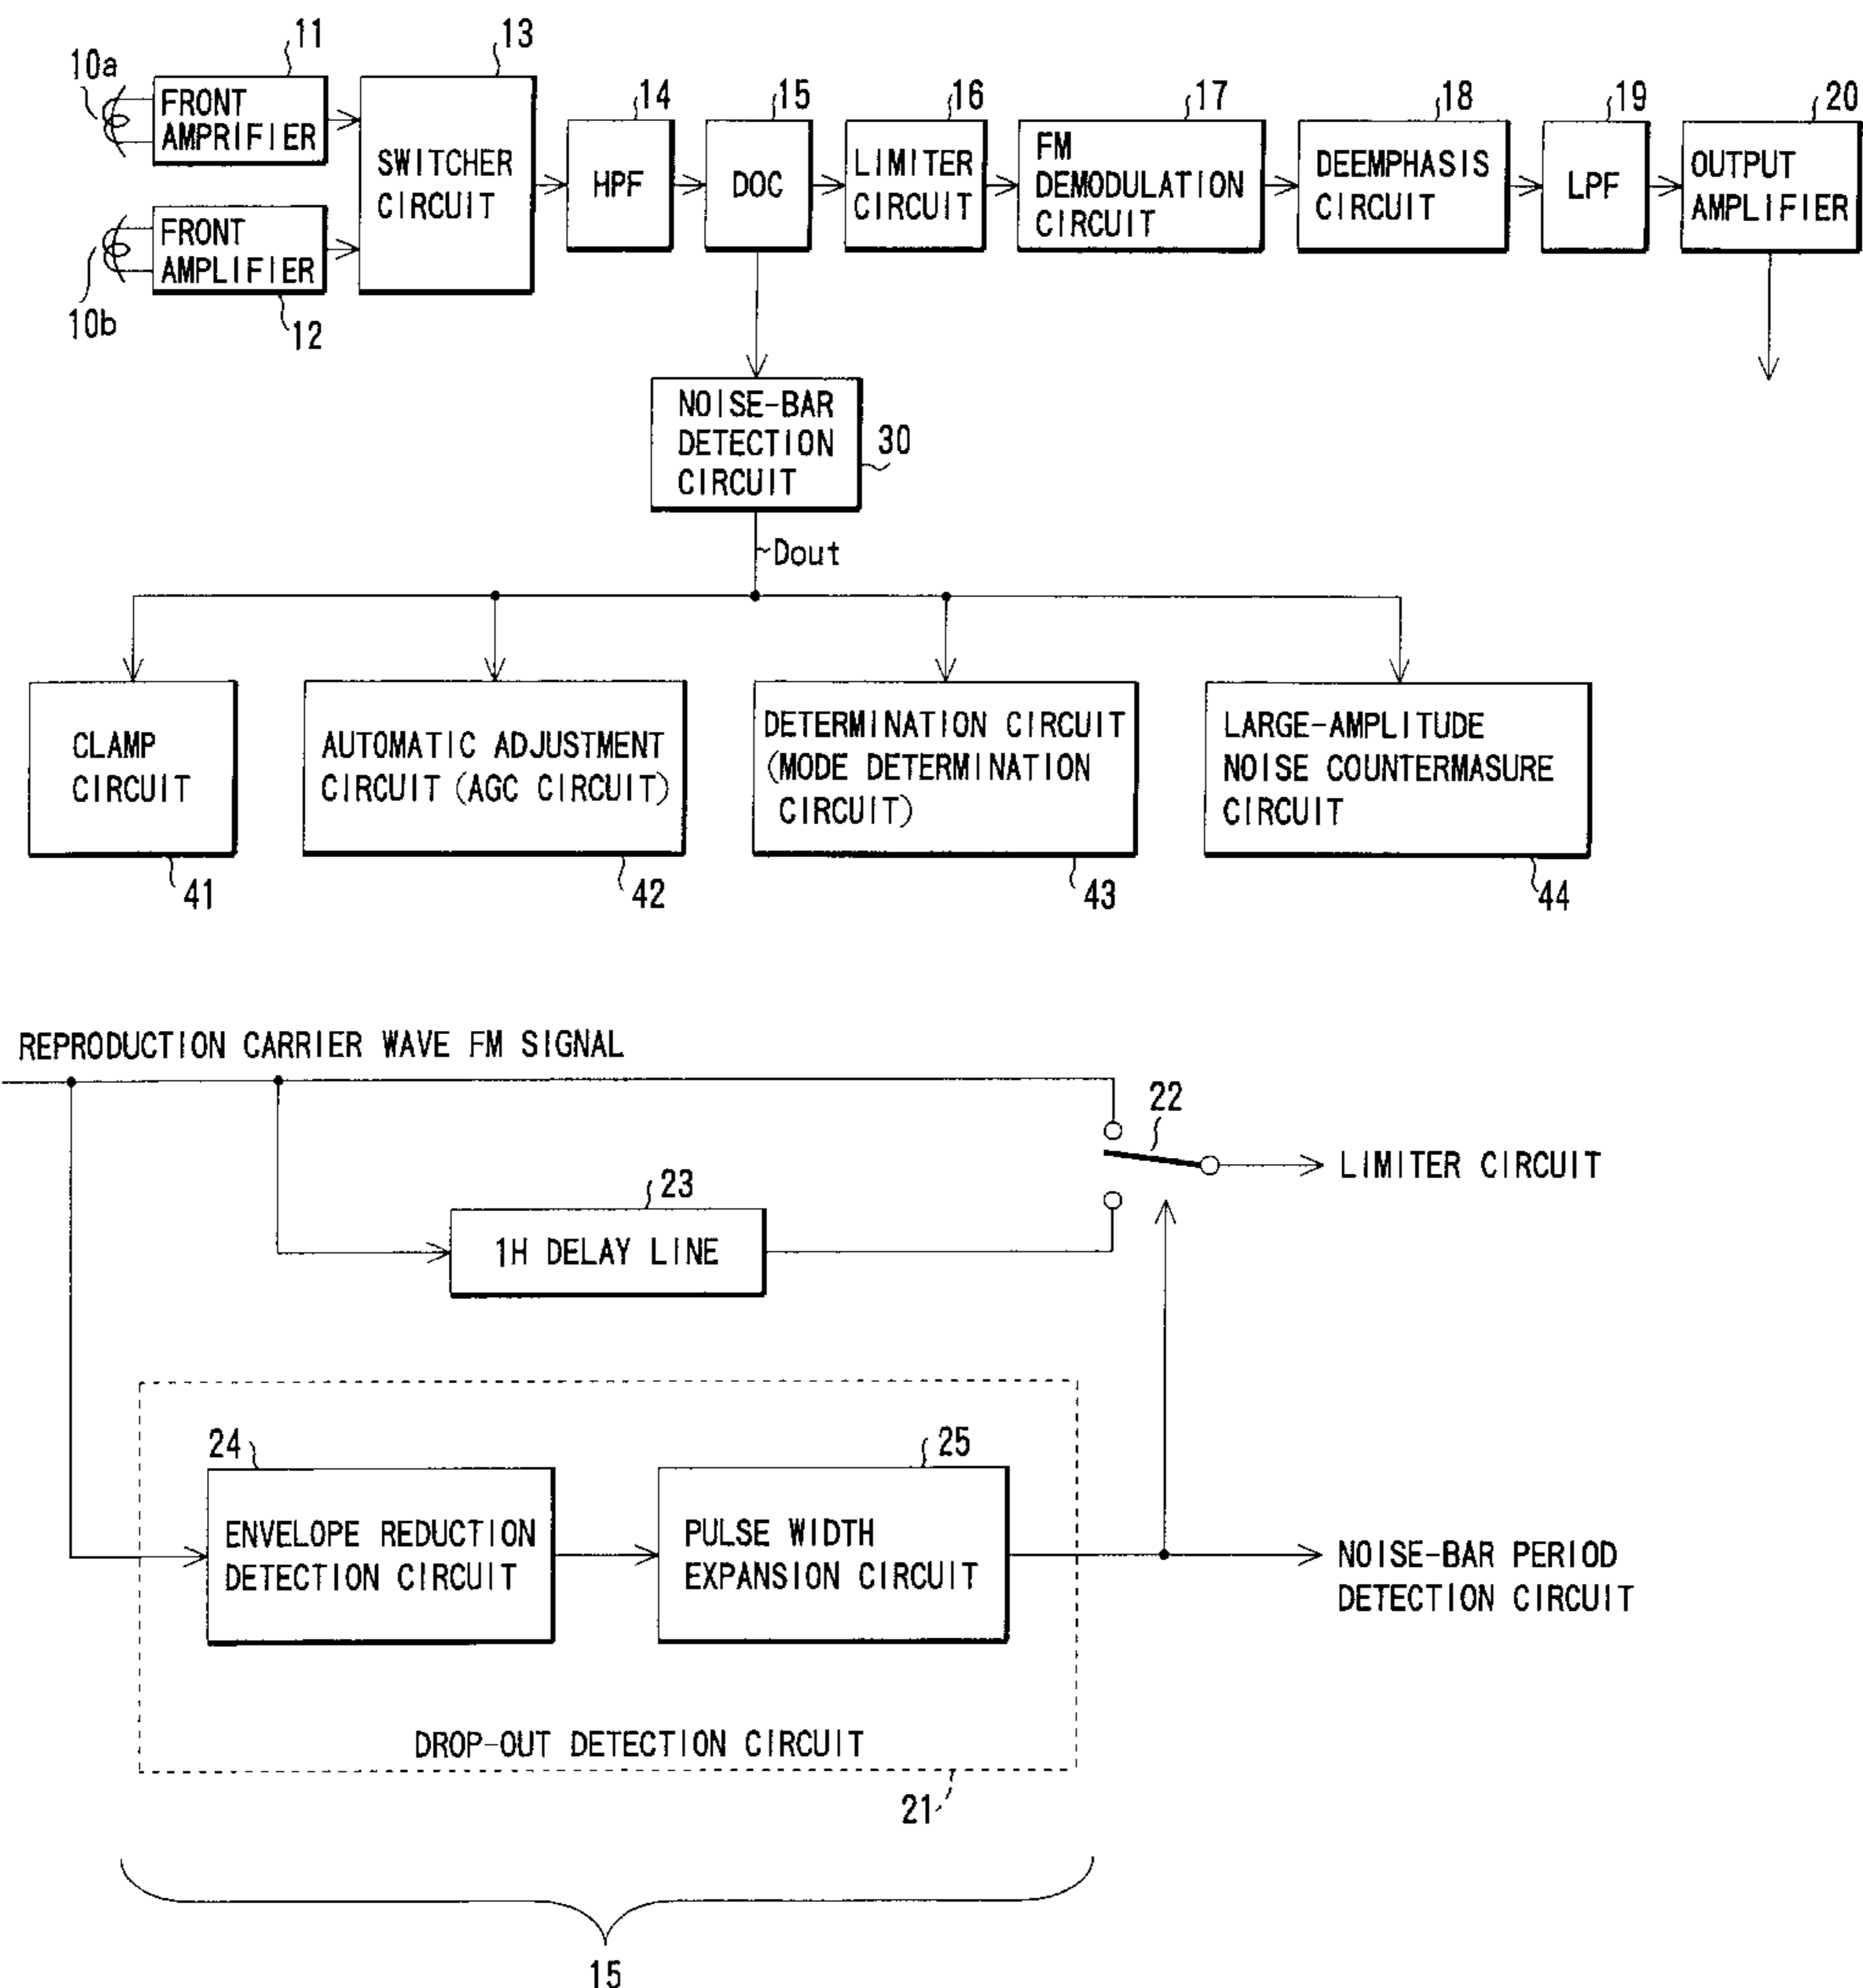 11
13
10a
FRONT
AMPRIFIER
14
15
16
17
18
19
20
SWITCHER
CIRCUIT
HPF
DOC
LIMITER
CIRCUIT
FM
DEMODULATION
CIRCUIT
DEEMPHASIS
CIRCUIT
LPF
OUTPUT
AMPLIFIER
FRONT
AMPLIFIER
10b
12
NOISE-BAR
DETECTION
CIRCUIT
30
Dout
CLAMP
CIRCUIT
AUTOMATIC ADJUSTMENT
CIRCUIT (AGC CIRCUIT)
DETERMINATION CIRCUIT
(MODE DETERMINATION
CIRCUIT)
LARGE-AMPLITUDE
NOISE COUNTERMASURE
CIRCUIT
41
42
43
44
REPRODUCTION CARRIER WAVE FM SIGNAL
22
LIMITER CIRCUIT
23
1H DELAY LINE
24
25
ENVELOPE REDUCTION
DETECTION CIRCUIT
PULSE WIDTH
EXPANSION CIRCUIT
NOISE-BAR PERIOD
DETECTION CIRCUIT
DROP-OUT DETECTION CIRCUIT
21
15